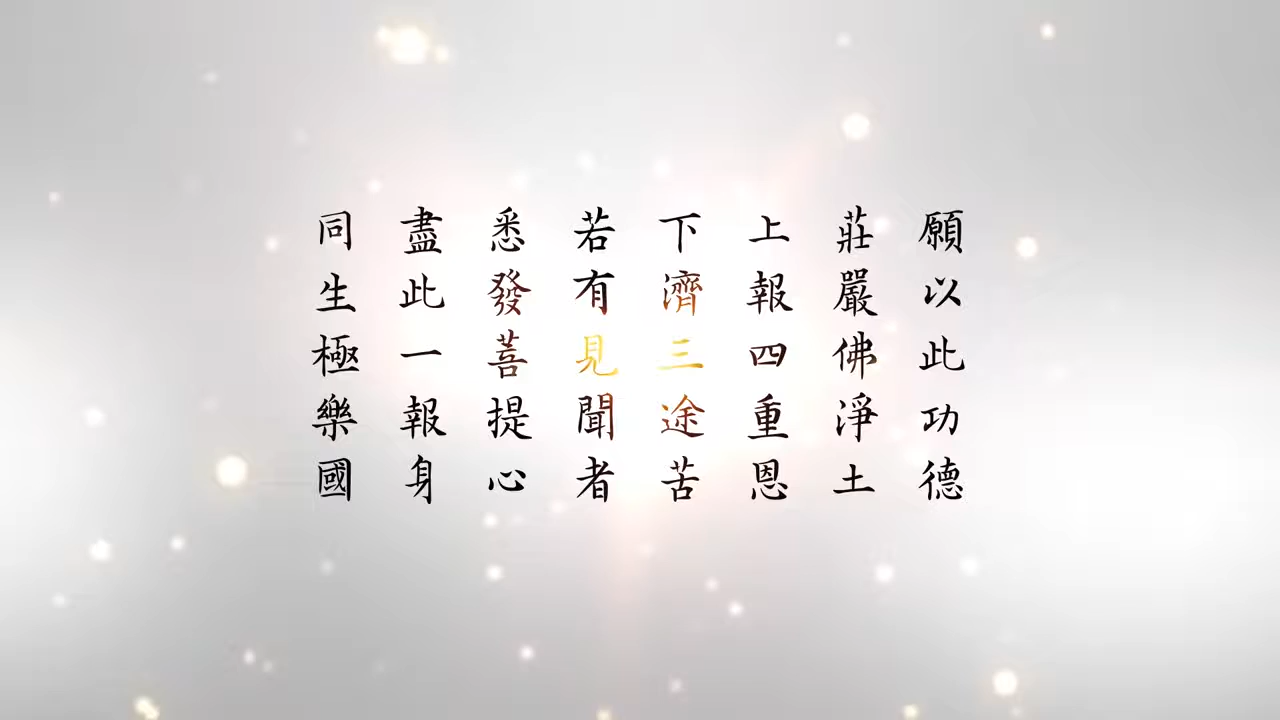 願以此功德
莊嚴佛淨土
上報四重恩
下濟三途苦
若有見聞者
悉發菩提心
盡此一報身
同生極樂國